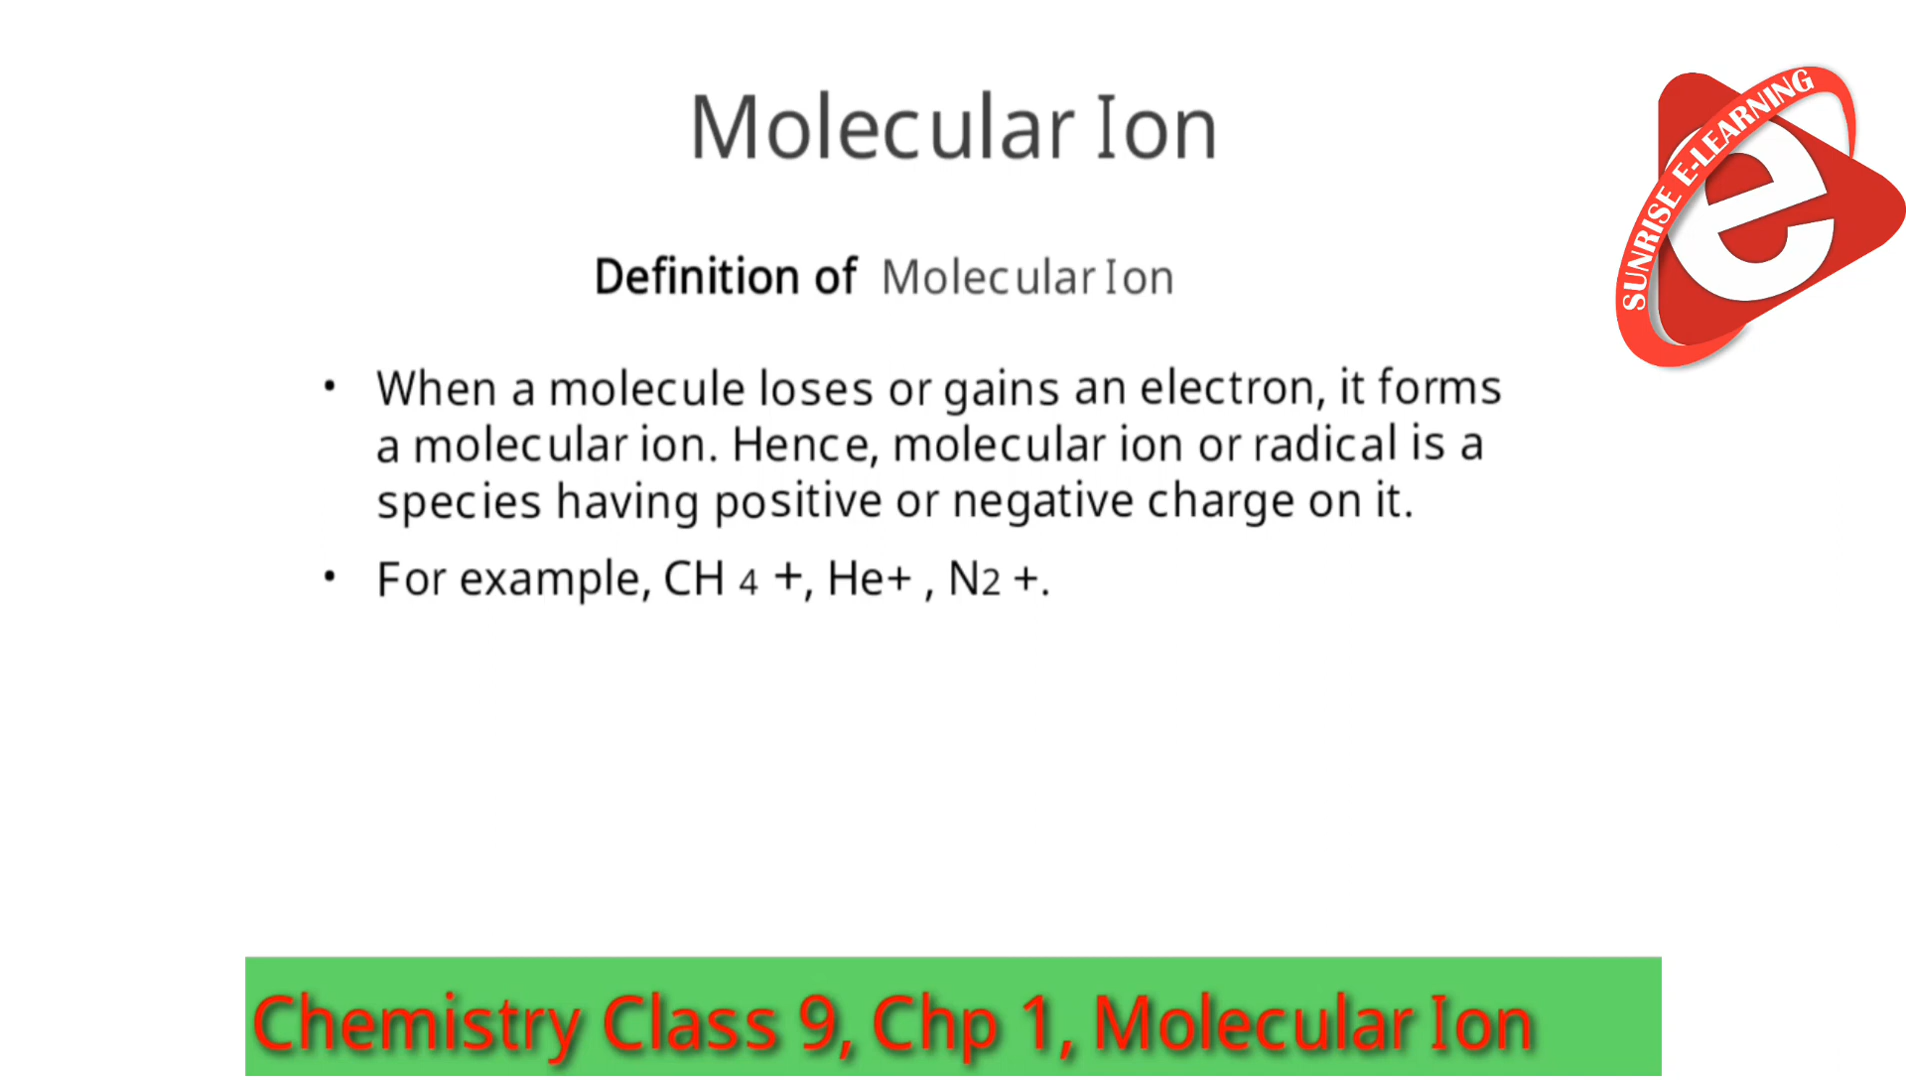 Molecular Ion
SUNRISE E-LEARNING
e
Definition of Molecular Ion
• When a molecule loses or gains an electron, it forms
a molecular ion. Hence, molecular ion or radical is a
species having positive or negative charge on it.
• For example, CH 4 +, He+ , N2 +.
Chemistry Class 9, Chp 1, Molecular Ion